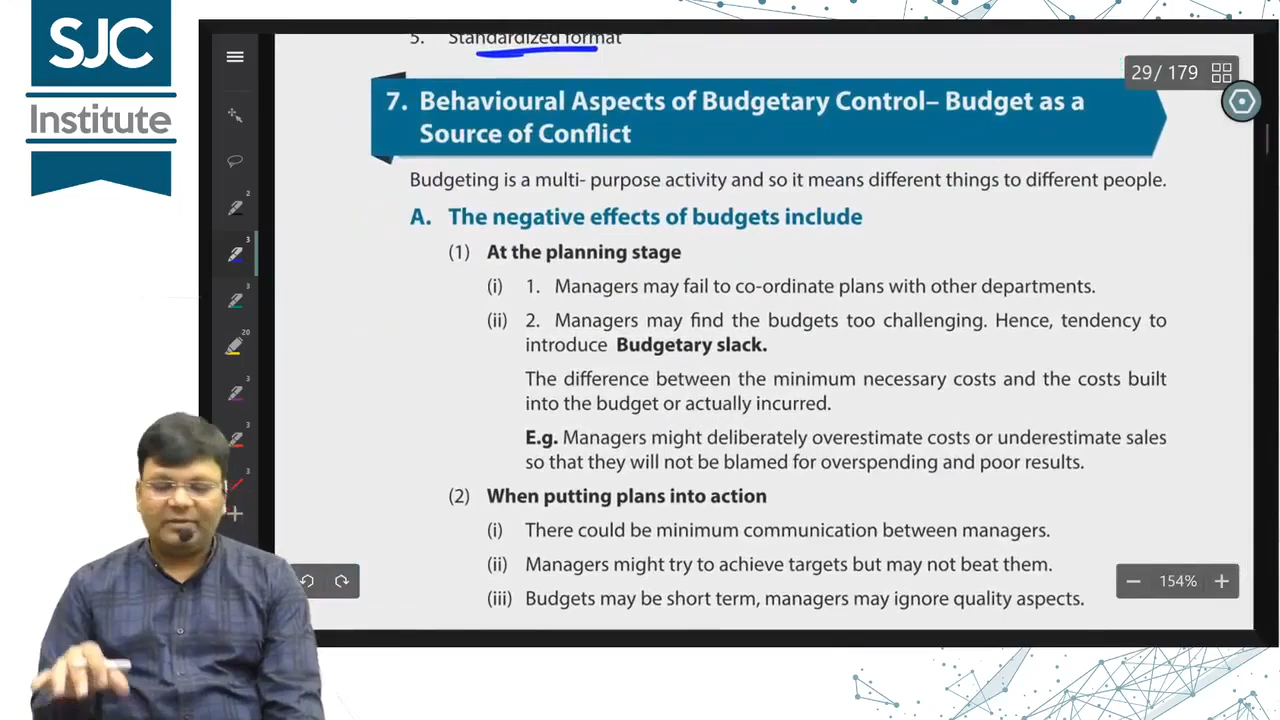 SJC
Institute
5. Standardized format
29/ 179
7. Behavioural Aspects of Budgetary Control– Budget as a
Source of Conflict
Budgeting is a multi- purpose activity and so it means different things to different people.
A. The negative effects of budgets include
(1) At the planning stage
(i) 1. Managers may fail to co-ordinate plans with other departments.
(ii) 2. Managers may find the budgets too challenging. Hence, tendency to
introduce Budgetary slack.
The difference between the minimum necessary costs and the costs built
into the budget or actually incurred.
E.g. Managers might deliberately overestimate costs or underestimate sales
so that they will not be blamed for overspending and poor results.
(2) When putting plans into action
(i) There could be minimum communication between managers.
(ii) Managers might try to achieve targets but may not beat them.
(iii) Budgets may be short term, managers may ignore quality aspects.
2
3
3
20
3
3
3
154%